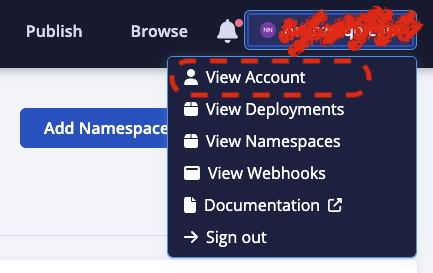 Publish
Browse
NN
View Account
Add Namespace
View Deployments
View Namespaces
View Webhooks
Documentation
Sign out